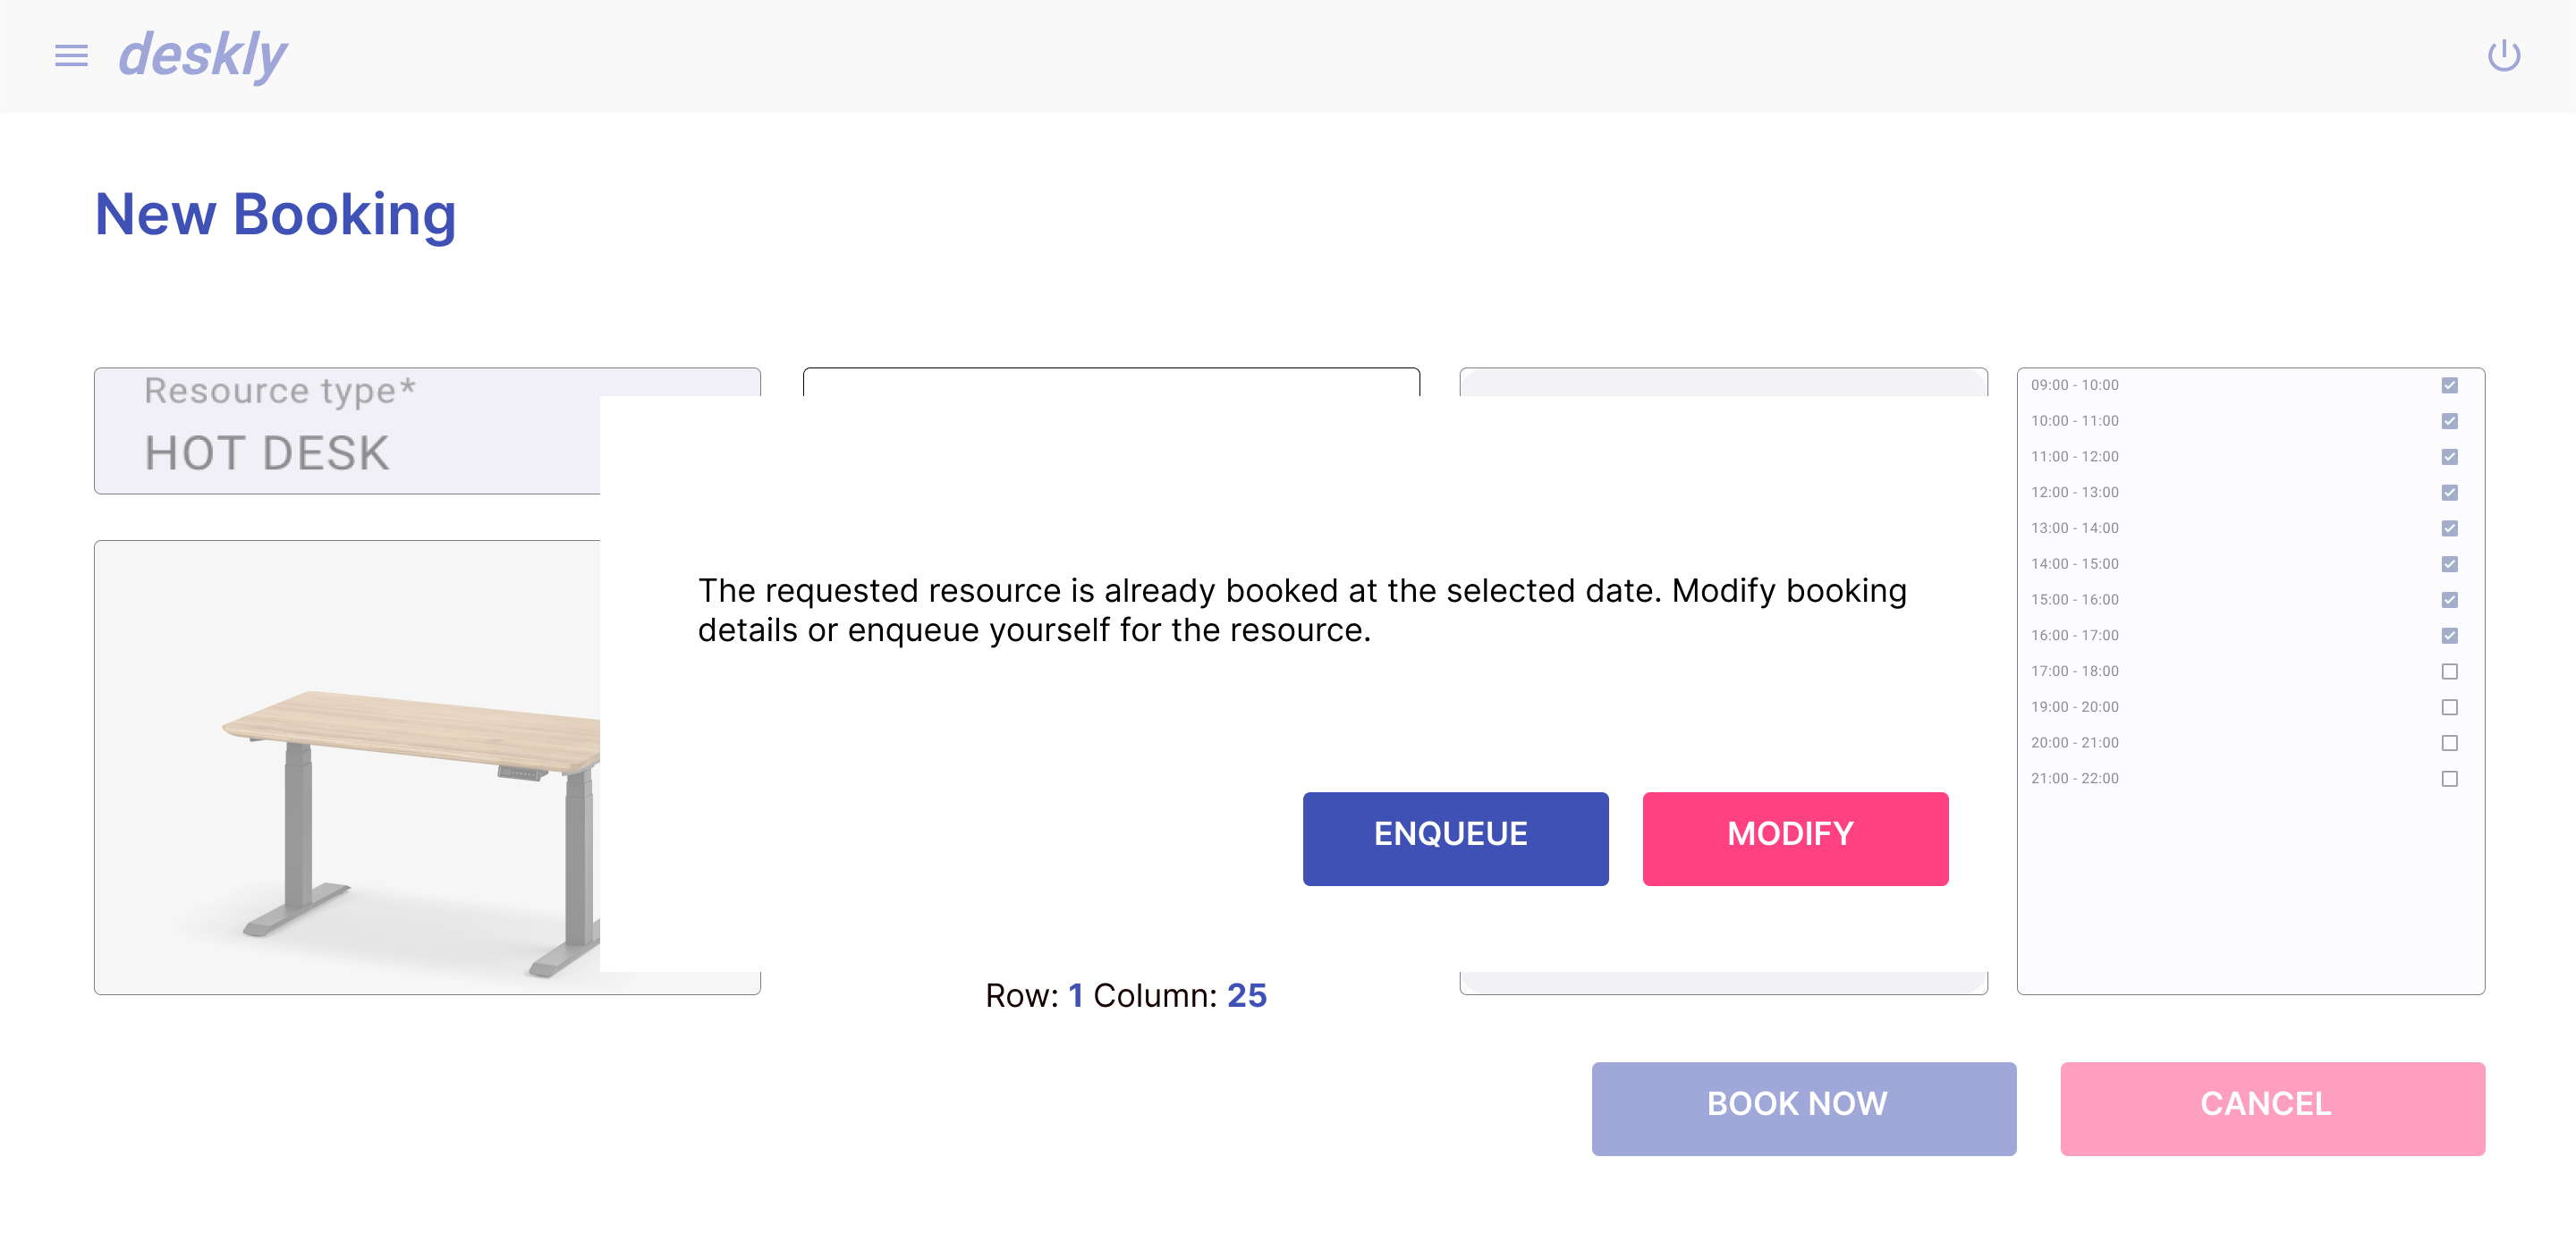 deskly
New Booking
Resource type*
HOT DESK
The requested resource is already booked at the selected date. Modify booking
details or enqueue yourself for the resource.
ENQUEUE
MODIFY
Row: 1 Column: 25
09:00 - 10:00
10:00 - 11:00
11:00 - 12:00
12:00 - 13:00
13:00 - 14:00
14:00 - 15:00
15:00 - 16:00
16:00 - 17:00
17:00 - 18:00
19:00 - 20:00
20:00 - 21:00
21:00 - 22:00
BOOK NOW
CANCEL